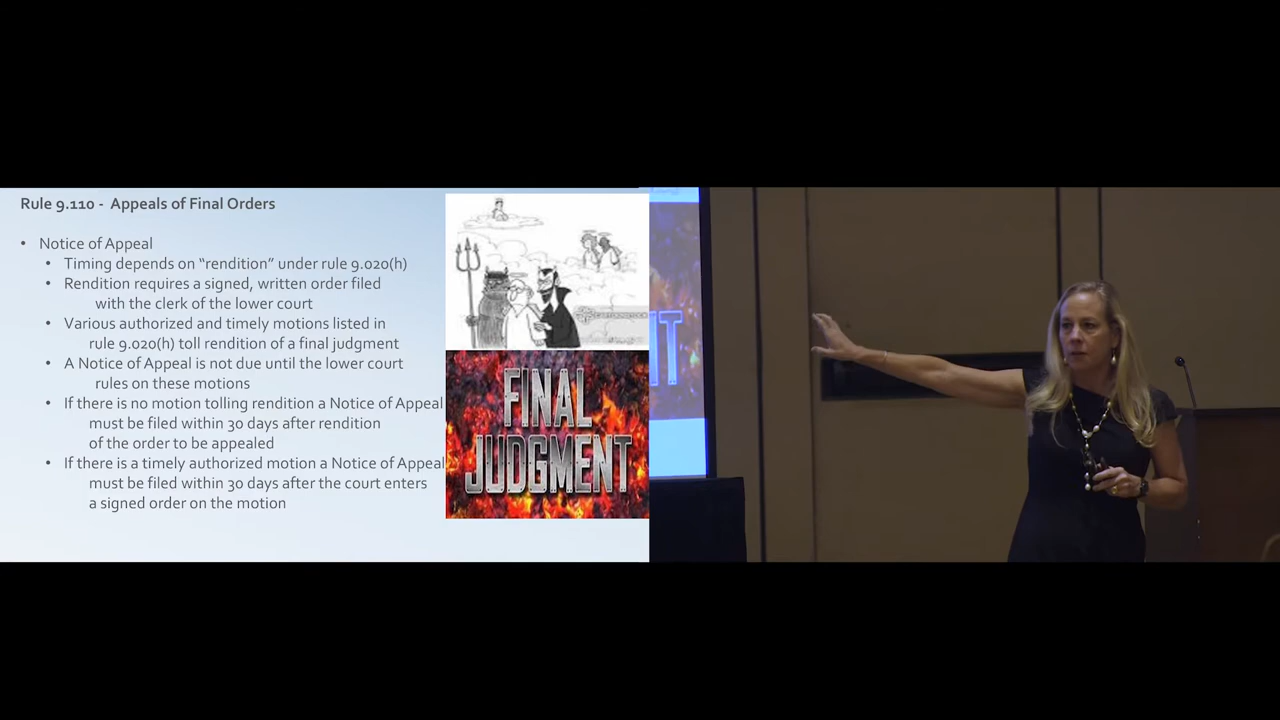 Rule 9.110 - Appeals of Final Orders
• Notice of Appeal
• Timing depends on “rendition” under rule 9.020(h)
• Rendition requires a signed, written order filed
with the clerk of the lower court
• Various authorized and timely motions listed in
rule 9.020(h) toll rendition of a final judgment
• A Notice of Appeal is not due until the lower court
rules on these motions
• If there is no motion tolling rendition a Notice of Appeal
must be filed within 30 days after rendition
of the order to be appealed
• If there is a timely authorized motion a Notice of Appeal
must be filed within 30 days after the court enters
a signed order on the motion
FINAL
JUDGMENT